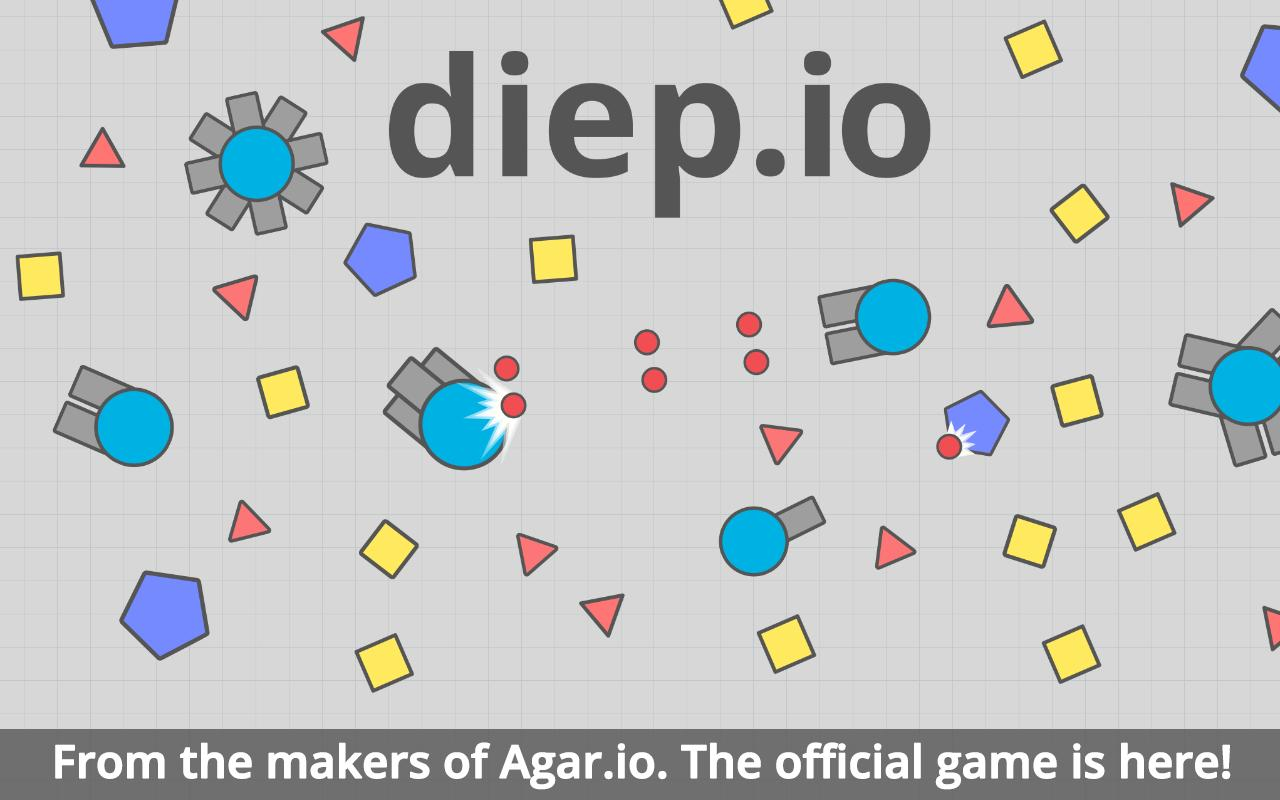 diep.io
From the makers of Agar.io. The official game is here!